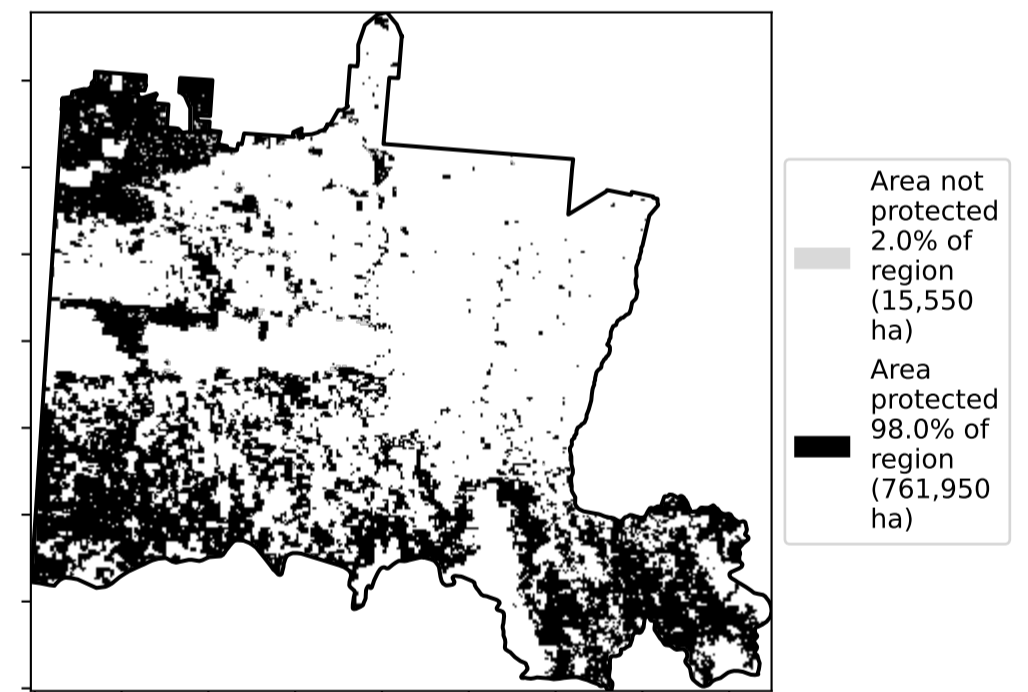 Area not
protected
2.0% of
region
(15,550
ha)
Area
protected
98.0% of
region
(761,950
ha)